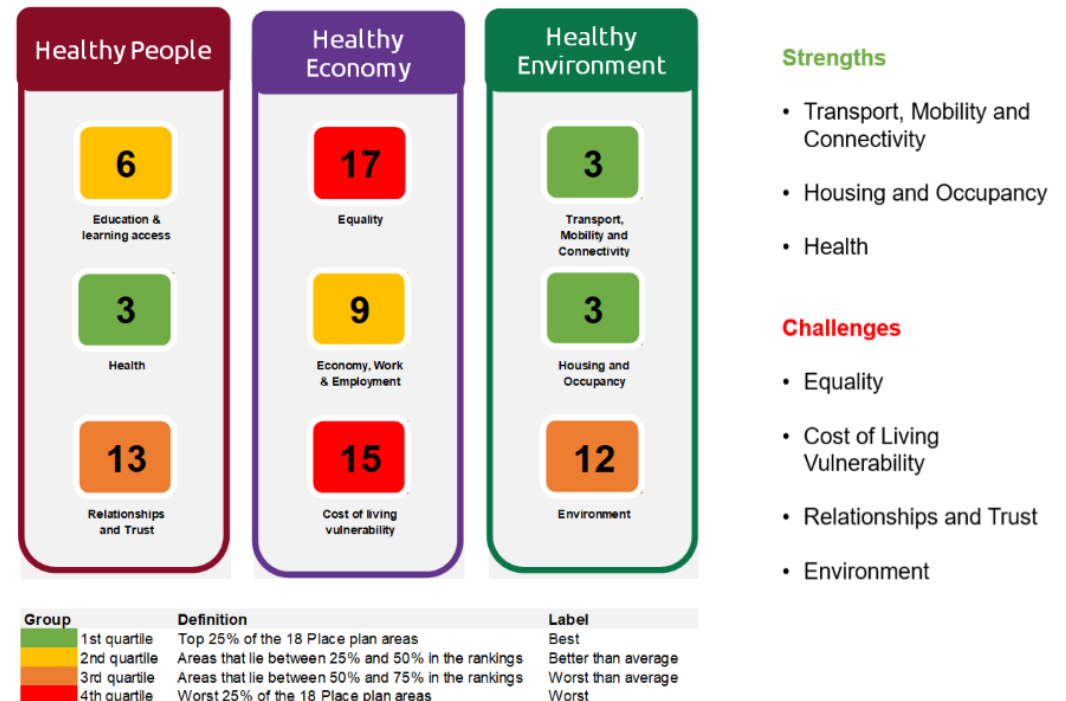 Healthy People
6
Education &
learning access
3
Health
13
Relationships
and Trust
Healthy
Economy
17
Equality
9
Economy, Work
& Employment
15
Cost of living
vulnerability
Healthy
Environment
3
Transport,
Mobility and
Connectivity
3
Housing and
Occupancy
12
Environment
Strengths
• Transport, Mobility and
Connectivity
• Housing and Occupancy
• Health
Challenges
• Equality
• Cost of Living
Vulnerability
• Relationships and Trust
• Environment
Group Definition Label
1st quartile Top 25% of the 18 Place plan areas Best
2nd quartile Areas that lie between 25% and 50% in the rankings Better than average
3rd quartile Areas that lie between 50% and 75% in the rankings Worst than average
4th quartile Worst 25% of the 18 Place plan areas Worst